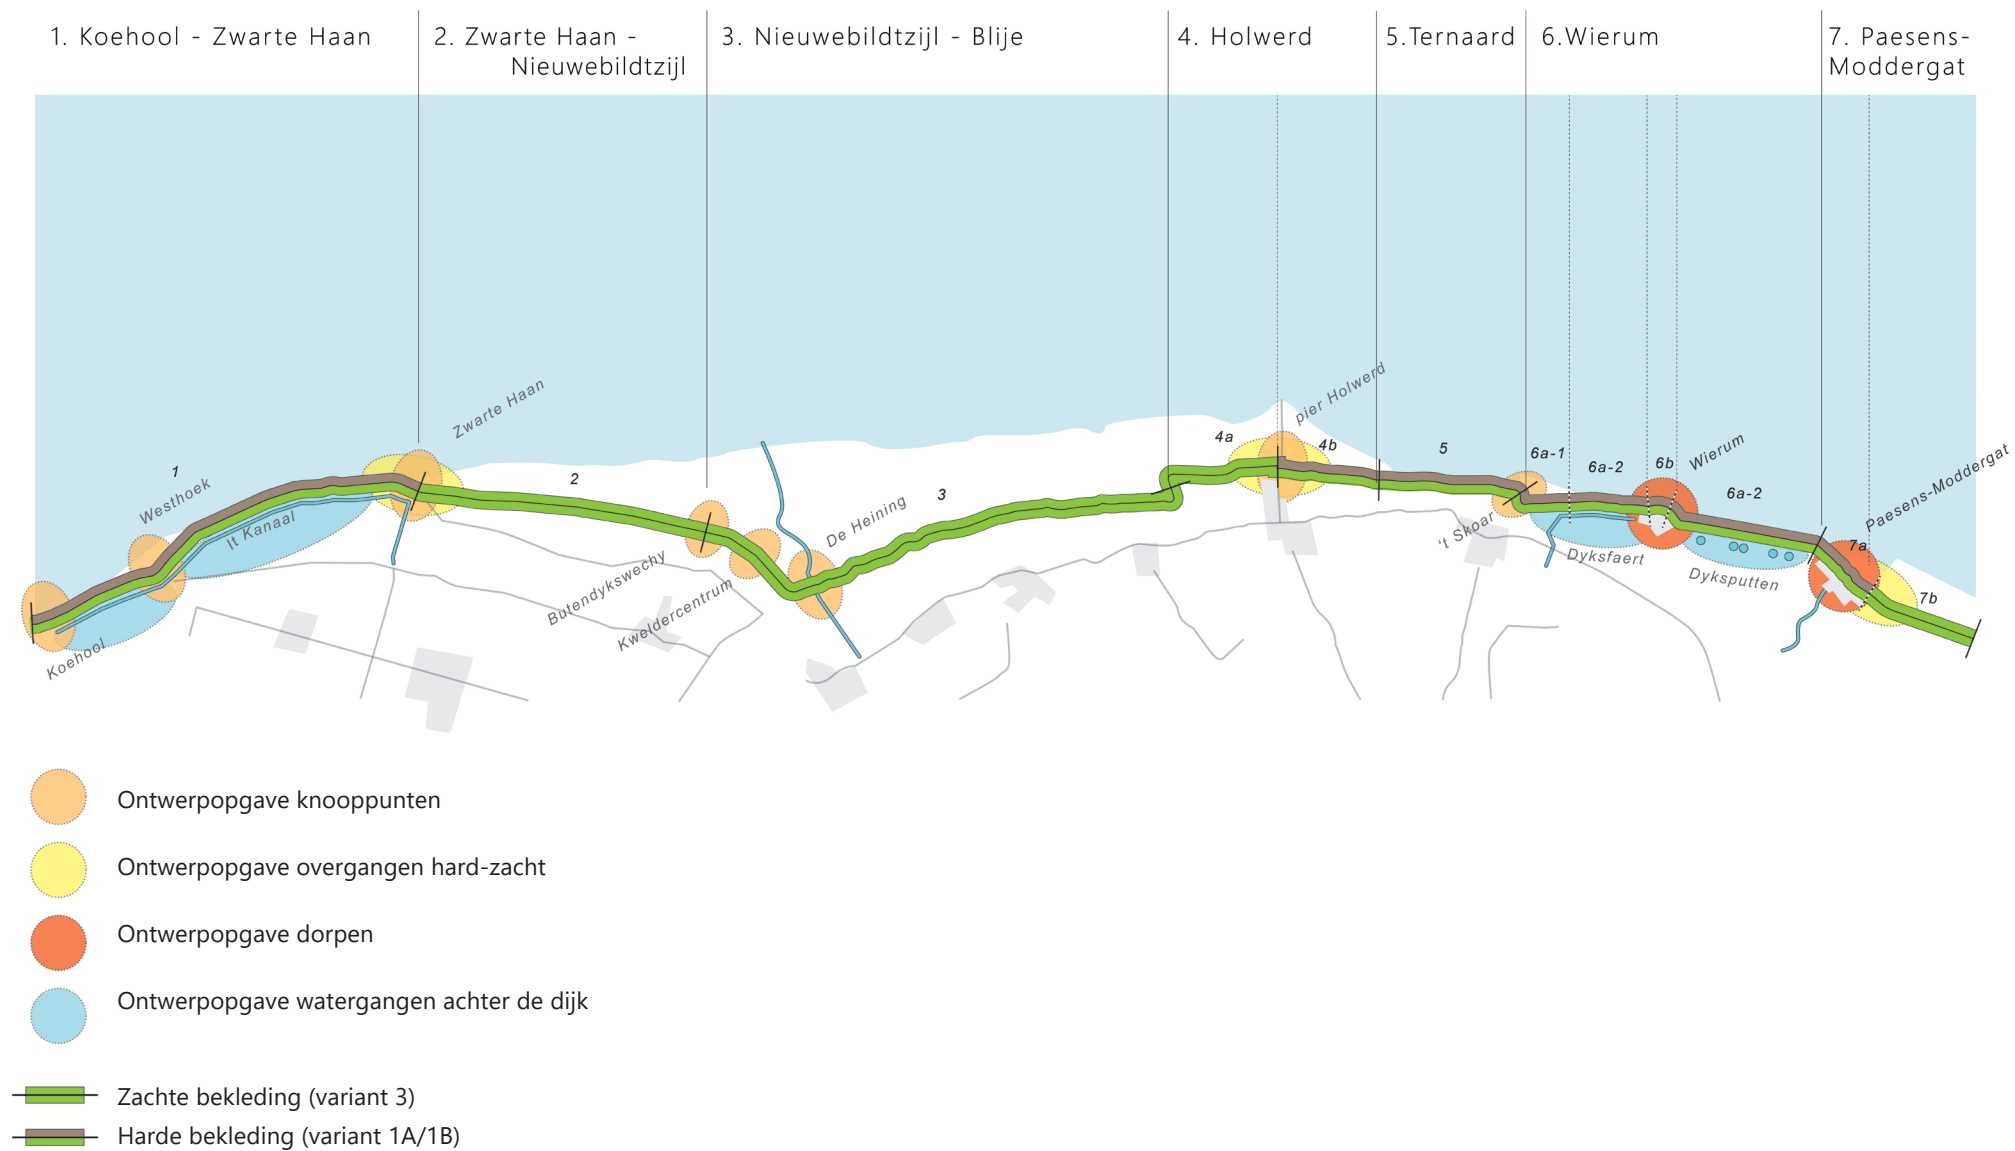 1. Koehool - Zwarte Haan
2. Zwarte Haan -
Nieuwebildtzijl
3. Nieuwebildtzijl - Blije
4. Holwerd
5.Ternaard
6.Wierum
7. Paesens-
Moddergat
Zwarte Haan
pier Holwerd
4a
4b
5
6a-1
6a-2
6b
Wierum
6a-2
Paesens-Moddergat
1
Westhoek
It Kanaal
2
3
De Heining
't Skoar
Dyksfaert
Dyksputten
7a
7b
Butendykswechy
Kweldercentrum
Koehool
Ontwerpopgave knooppunten
Ontwerpopgave overgangen hard-zacht
Ontwerpopgave dorpen
Ontwerpopgave watergangen achter de dijk
Zachte bekleding (variant 3)
Harde bekleding (variant 1A/1B)